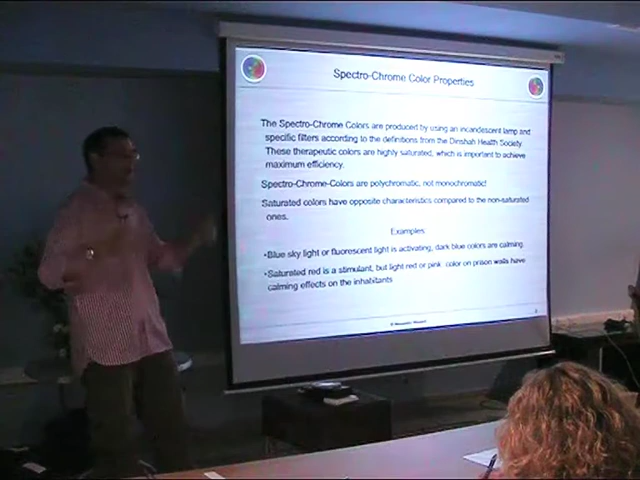 Spectro-Chrome Color Properties
The Spectro-Chrome Colors are produced by using an incandescent lamp and
specific filters according to the definitions from the Dinshah Health Society.
These therapeutic colors are highly saturated, which is important to achieve
maximum efficiency.
Spectro-Chrome-Colors are polychromatic, not monochromatic!
Saturated colors have opposite characteristics compared to the non-saturated
ones.
Examples:
•Blue sky light or fluorescent light is activating, dark blue colors are calming.
•Saturated red is a stimulant, but light red or pink color on prison walls have
calming effects on the inhabitants